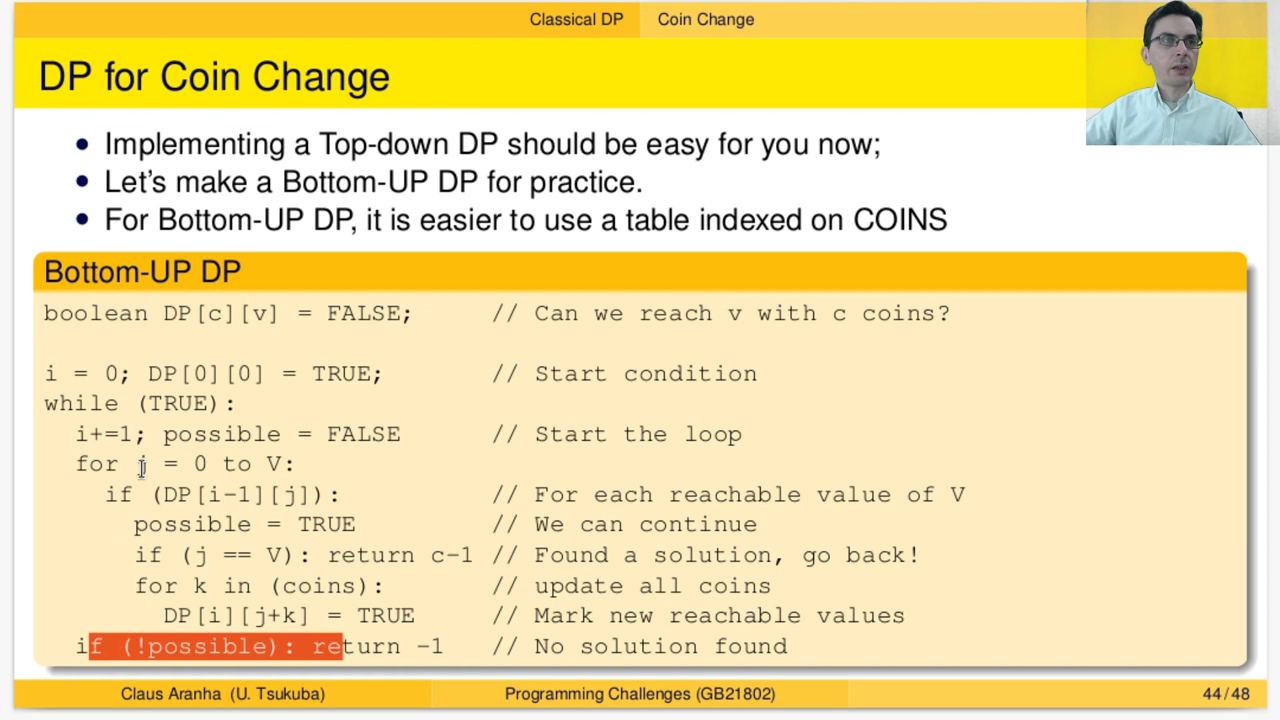 Classical DP Coin Change
DP for Coin Change
• Implementing a Top-down DP should be easy for you now;
• Let's make a Bottom-UP DP for practice.
• For Bottom-UP DP, it is easier to use a table indexed on COINS
Bottom-UP DP
boolean DP[c][v] = FALSE; // Can we reach v with c coins?
i = 0; DP[0][0] = TRUE; // Start condition
while (TRUE):
i+=1; possible = FALSE // Start the loop
for j = 0 to V:
if (DP[i-1][j]): // For each reachable value of V
possible = TRUE // We can continue
if (j == V): return c-1 // Found a solution, go back!
for k in (coins): // update all coins
DP[i][j+k] = TRUE // Mark new reachable values
if (!possible): return -1 // No solution found
Claus Aranha (U. Tsukuba) Programming Challenges (GB21802) 44/48